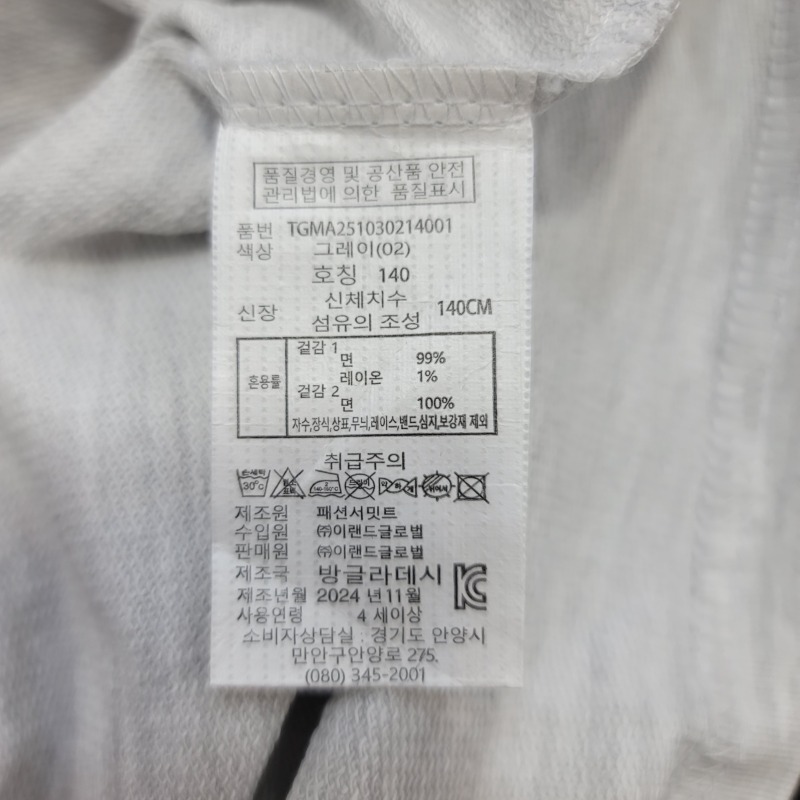 품질경영 및 공산품 안전
관리법에 의한 품질표시
품번 TGMA251030214001
색상 그레이(02)
호칭 140
신체치수
신장 140CM
섬유의 조성
혼용률
겉감 1
면 99%
레이온 1%
겉감 2
면 100%
자수,장식,상표,무늬,레이스,밴드,심지,보강재 제외
취급주의
30°C
제조원 패션서밋트
수입원 ㈜이랜드글로벌
판매원 ㈜이랜드글로벌
제조국 방글라데시
제조년월 2024 년11월
사용연령 4 세이상
소비자상담실 : 경기도 안양시
만안구안양로 275.
(080) 345-2001